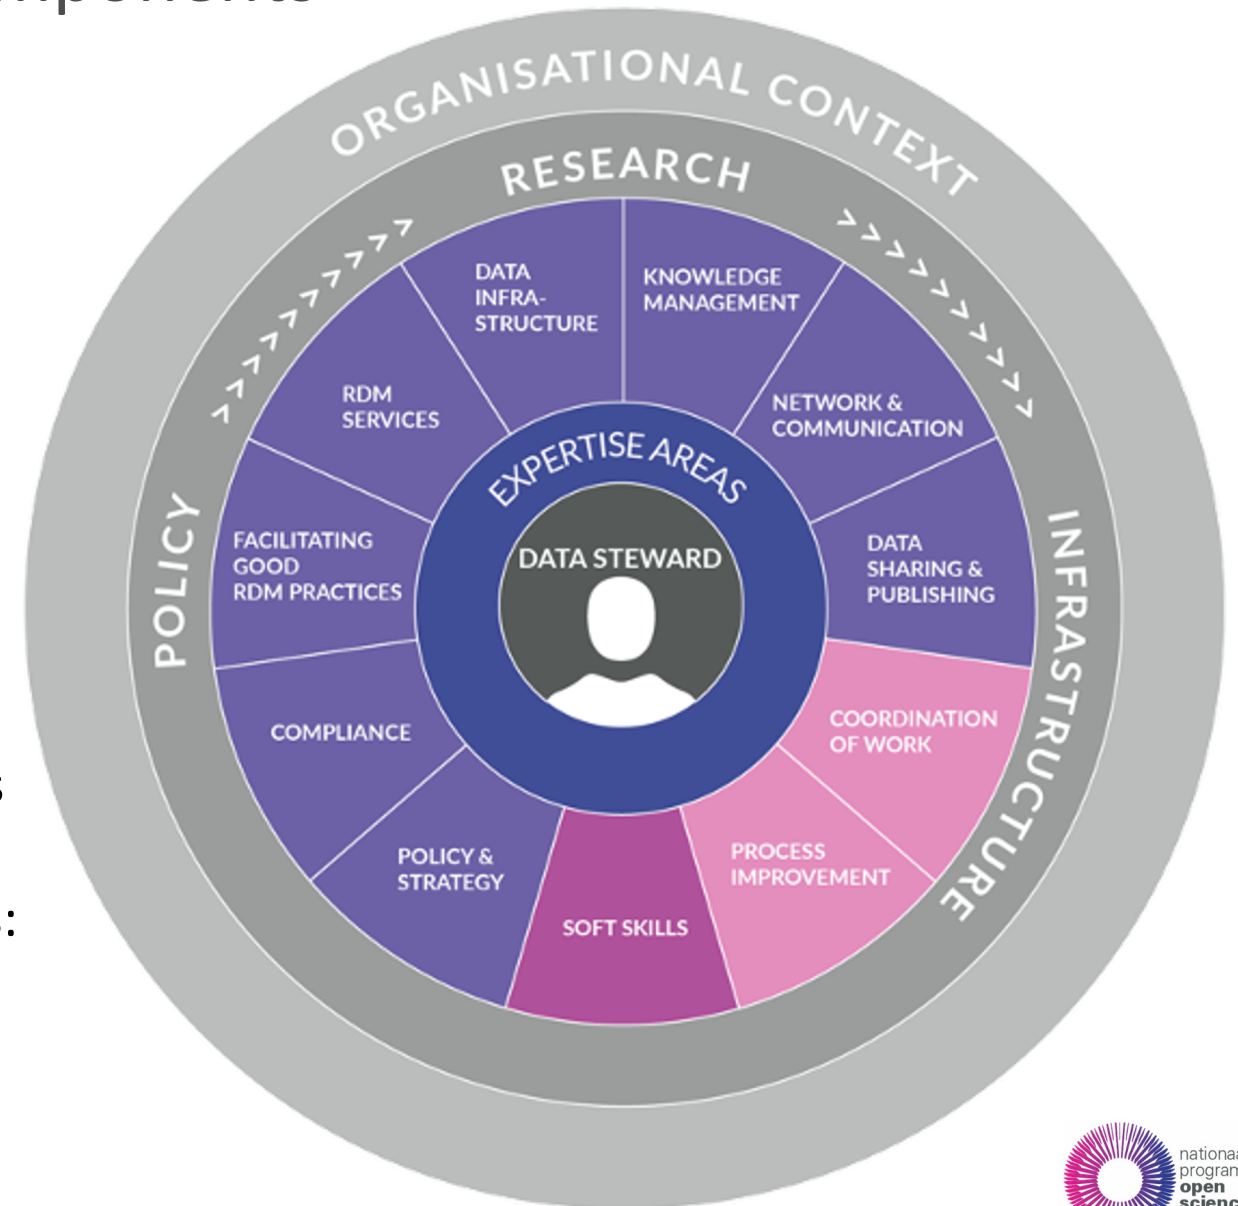 ORGANISATIONAL CONTEXT
RESEARCH
>>>>>>>>>>
>>>>>>>>>>
POLICY
INFRASTRUCTURE
DATA
INFRA-
STRUCTURE
KNOWLEDGE
MANAGEMENT
RDM
SERVICES
NETWORK &
COMMUNICATION
EXPERTISE AREAS
DATA STEWARD
FACILITATING
GOOD
RDM PRACTICES
DATA
SHARING &
PUBLISHING
COMPLIANCE
COORDINATION
OF WORK
POLICY &
STRATEGY
PROCESS
IMPROVEMENT
SOFT SKILLS
open